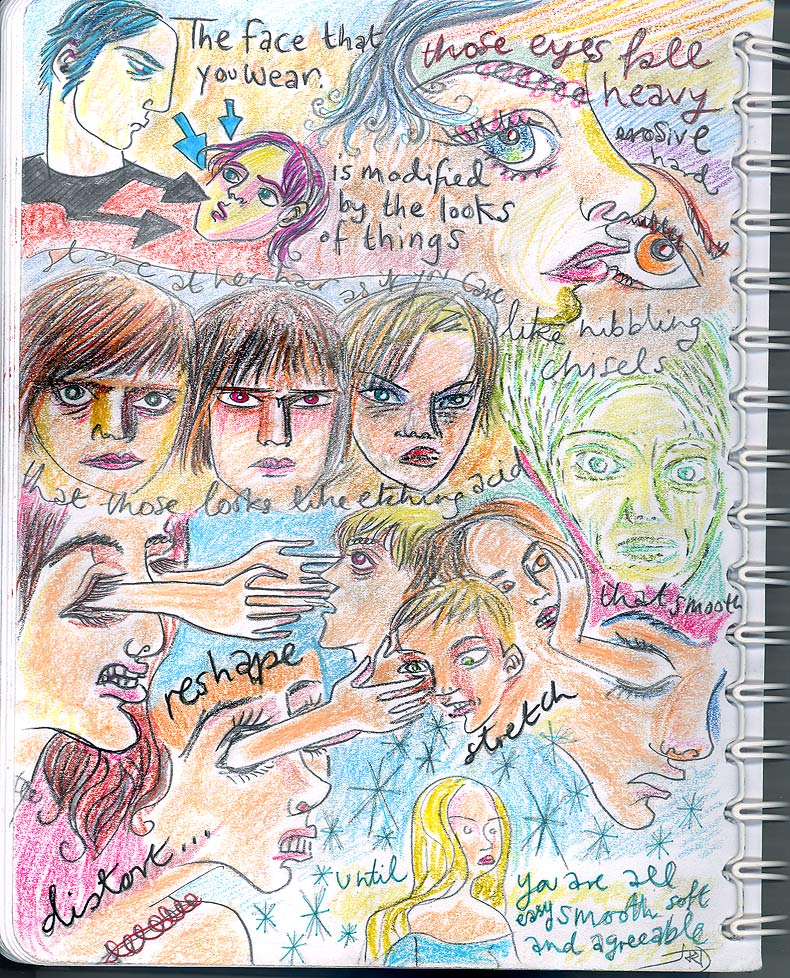 The face that
you wear.
is modified
by the looks
of things
those eyes fall
heavy
erosive
hard
stare at her hair as if you care
like nibbling
chisels
that those looks like etching acid
that smooth
reshape
stretch
distort...
until
you are all
easy smooth soft
and agreeable